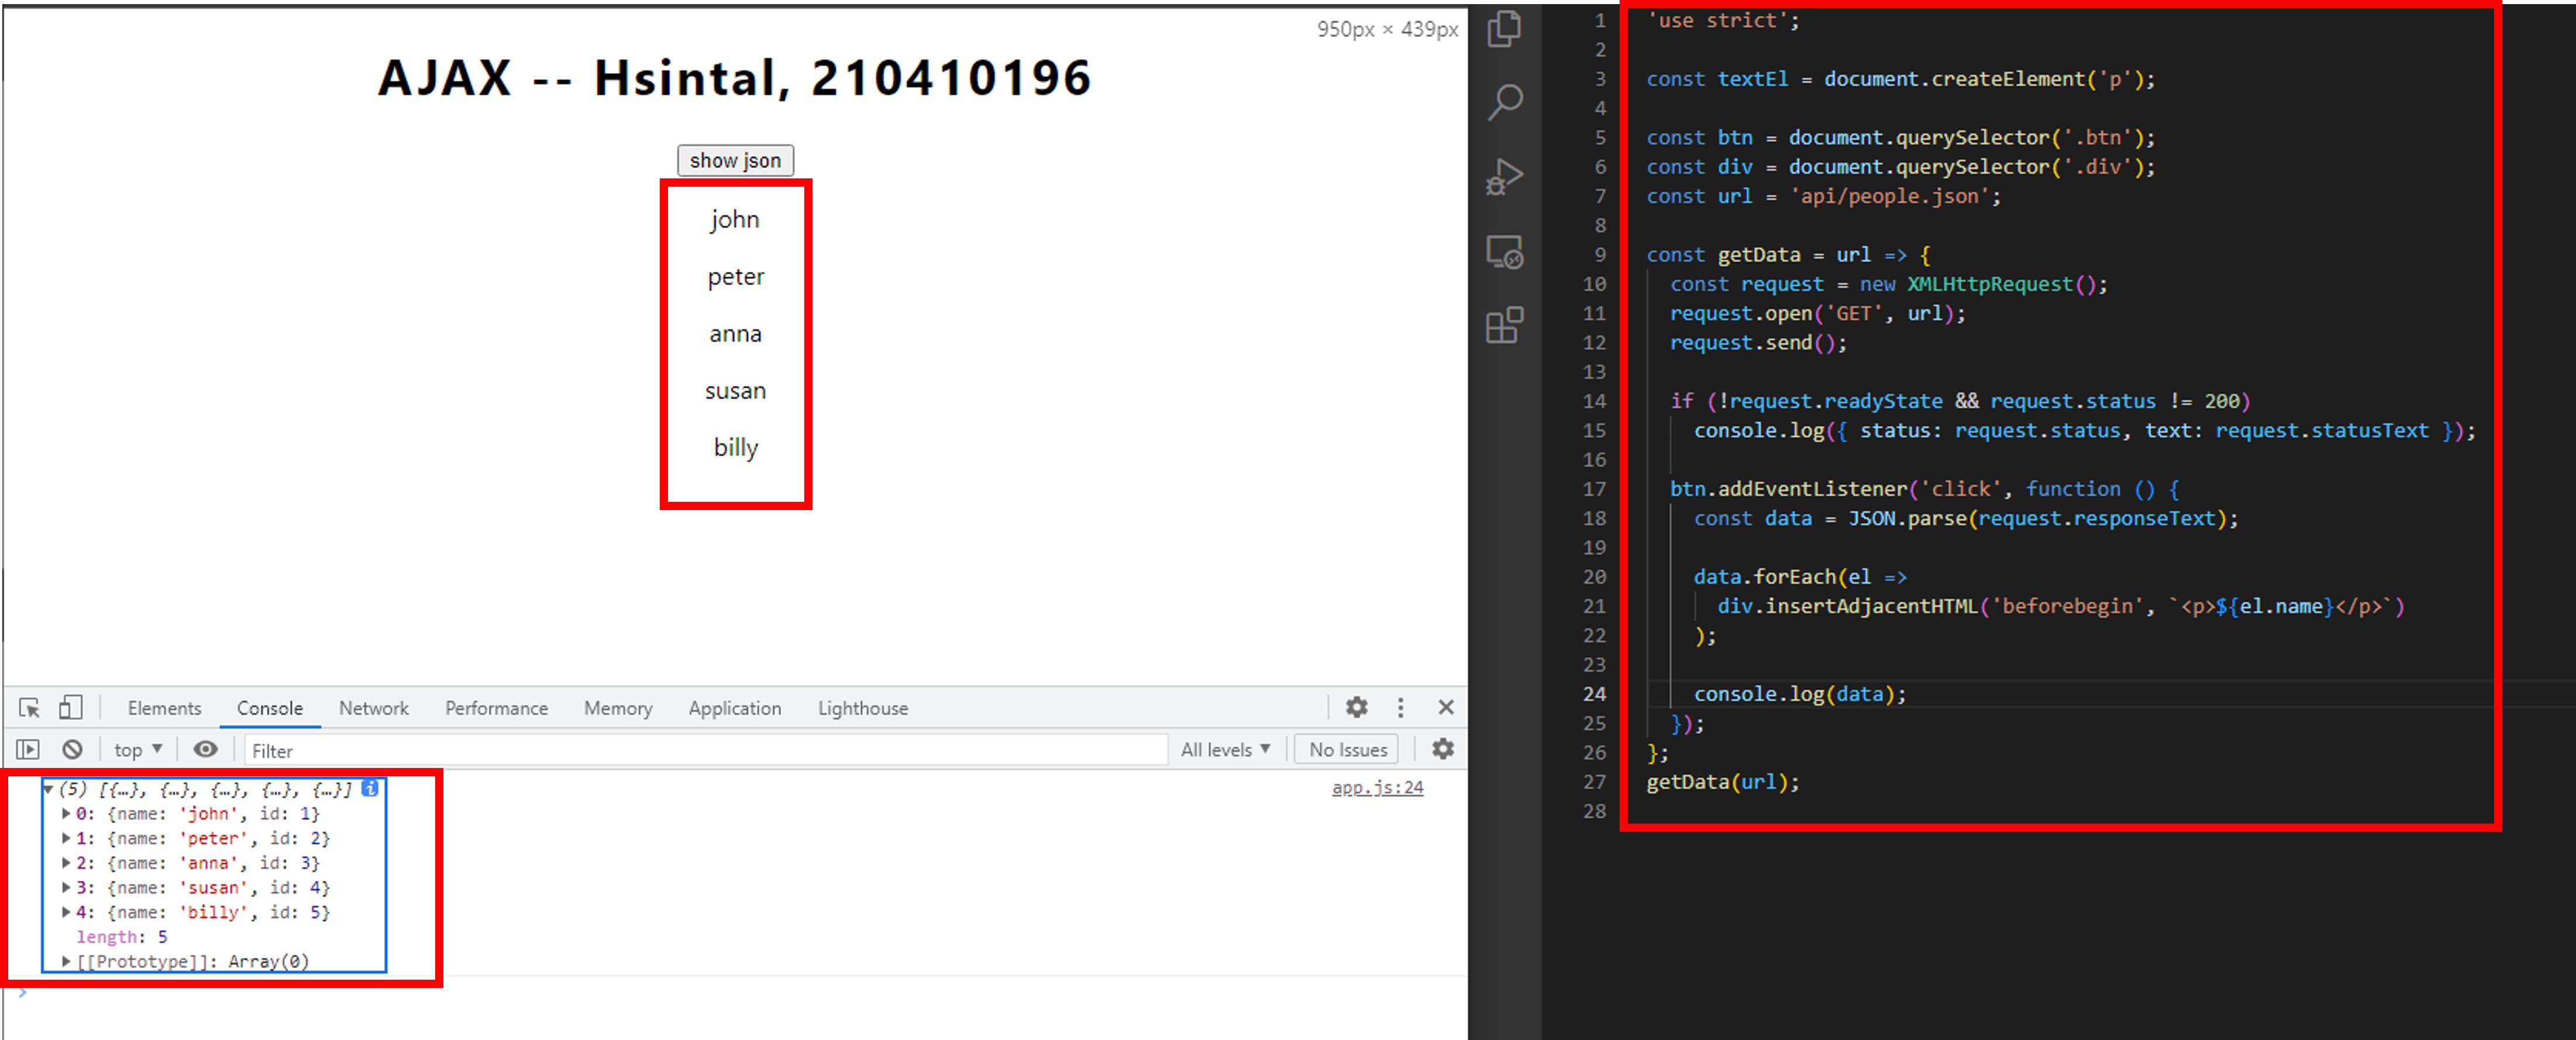 950px × 439px
AJAX -- Hsintal, 210410196
show json
john
peter
anna
susan
billy
Elements Console Network Performance Memory Application Lighthouse
top ▼ Filter All levels ▼ No Issues
▼(5) [{…}, {…}, {…}, {…}, {…}] i app.js:24
▶0: {name: 'john', id: 1}
▶1: {name: 'peter', id: 2}
▶2: {name: 'anna', id: 3}
▶3: {name: 'susan', id: 4}
▶4: {name: 'billy', id: 5}
length: 5
▶[[Prototype]]: Array(0)
>
1 'use strict';
2
3 const textEl = document.createElement('p');
4
5 const btn = document.querySelector('.btn');
6 const div = document.querySelector('.div');
7 const url = 'api/people.json';
8
9 const getData = url => {
10 const request = new XMLHttpRequest();
11 request.open('GET', url);
12 request.send();
13
14 if (!request.readyState && request.status != 200)
15 console.log({ status: request.status, text: request.statusText });
16
17 btn.addEventListener('click', function () {
18 const data = JSON.parse(request.responseText);
19
20 data.forEach(el =>
21 div.insertAdjacentHTML('beforebegin', `<p>${el.name}</p>`)
22 );
23
24 console.log(data);
25 });
26 };
27 getData(url);
28